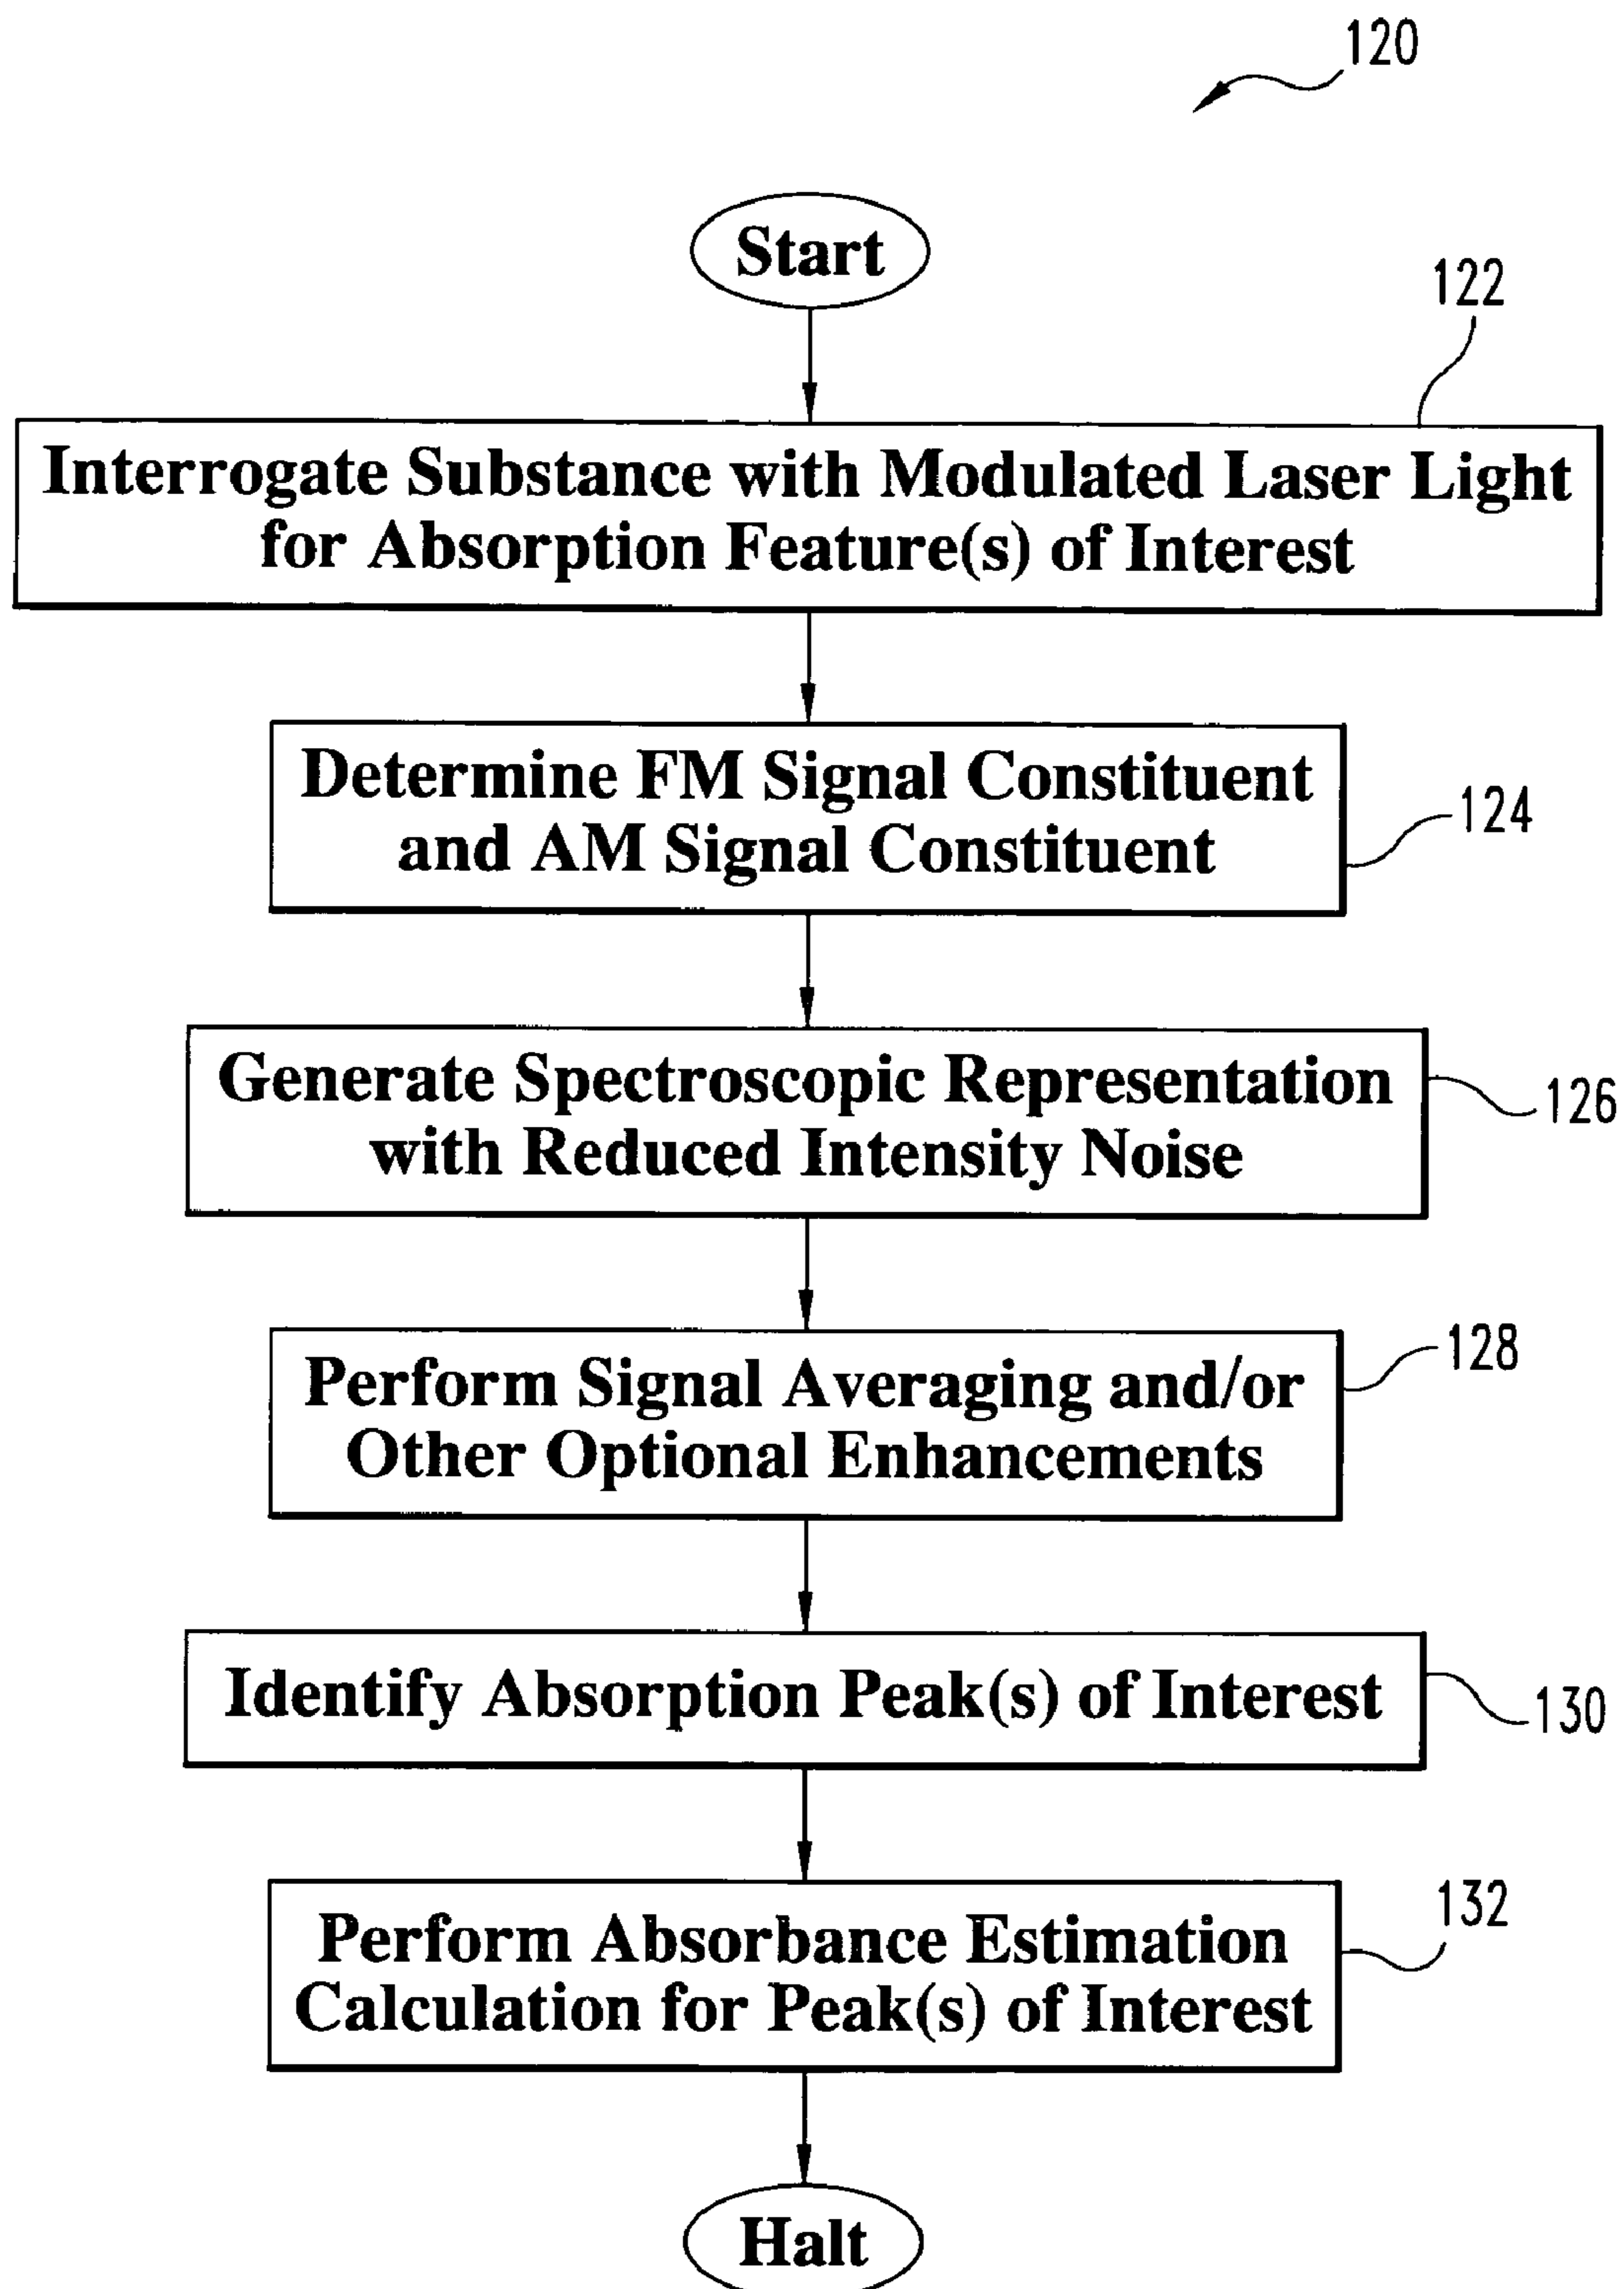 120
Start
122
Interrogate Substance with Modulated Laser Light
for Absorption Feature(s) of Interest
Determine FM Signal Constituent
and AM Signal Constituent
124
Generate Spectroscopic Representation
with Reduced Intensity Noise
126
Perform Signal Averaging and/or
Other Optional Enhancements
128
Identify Absorption Peak(s) of Interest
130
Perform Absorbance Estimation
Calculation for Peak(s) of Interest
132
Halt